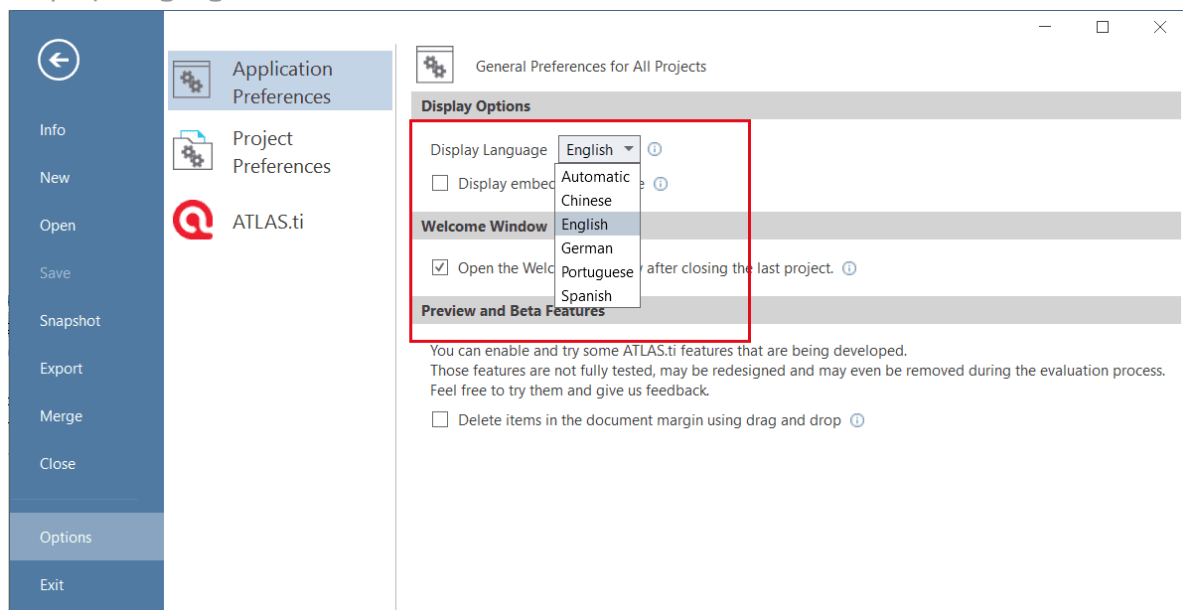 Info
New
Open
Save
Snapshot
Export
Merge
Close
Options
Exit
Application
Preferences
Project
Preferences
ATLAS.ti
General Preferences for All Projects
Display Options
Display Language English
Automatic
Chinese
English
German
Portuguese
Spanish
Display
Welcome Window
Open the after closing the last project.
Preview and Beta Features
You can enable and try some ATLAS.ti features that are being developed.
Those features are not fully tested, may be redesigned and may even be removed during the evaluation process.
Feel free to try them and give us feedback.
Delete items in the document margin using drag and drop